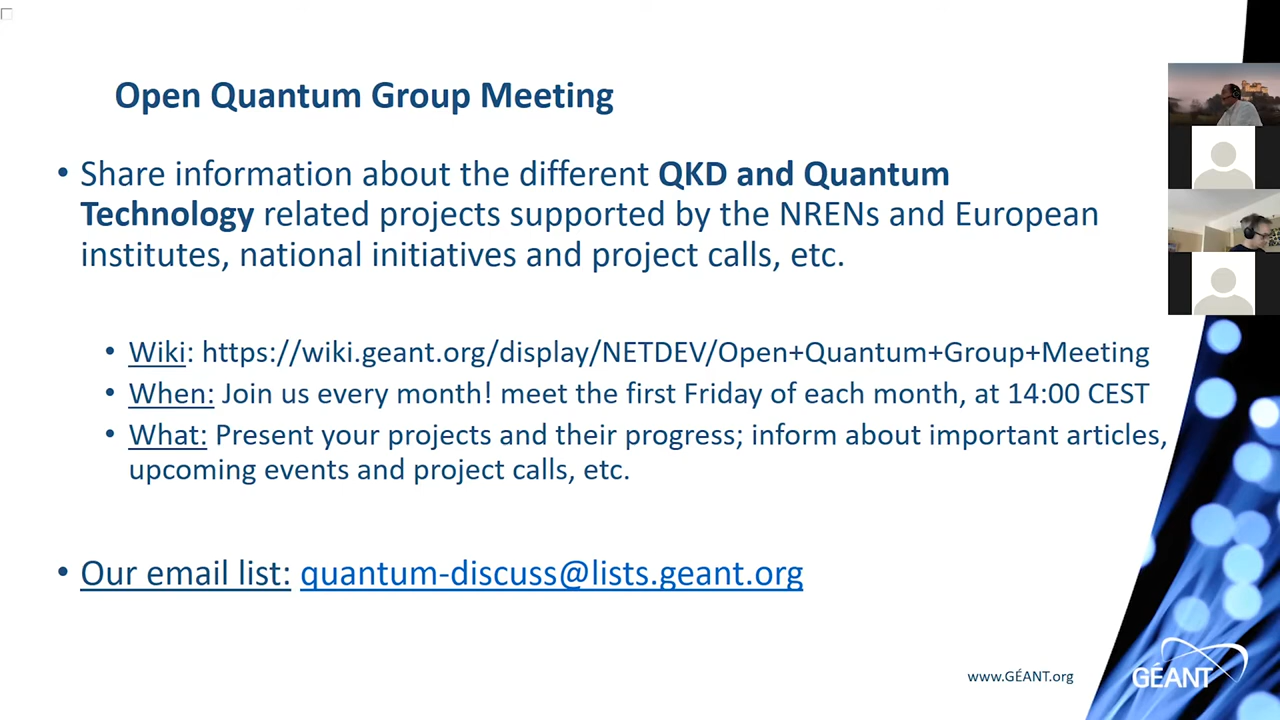 Open Quantum Group Meeting
• Share information about the different QKD and Quantum
Technology related projects supported by the NRENs and European
institutes, national initiatives and project calls, etc.
• Wiki: https://wiki.geant.org/display/NETDEV/Open+Quantum+Group+Meeting
• When: Join us every month! meet the first Friday of each month, at 14:00 CEST
• What: Present your projects and their progress; inform about important articles,
upcoming events and project calls, etc.
• Our email list: quantum-discuss@lists.geant.org
www.GÉANT.org
GÉANT